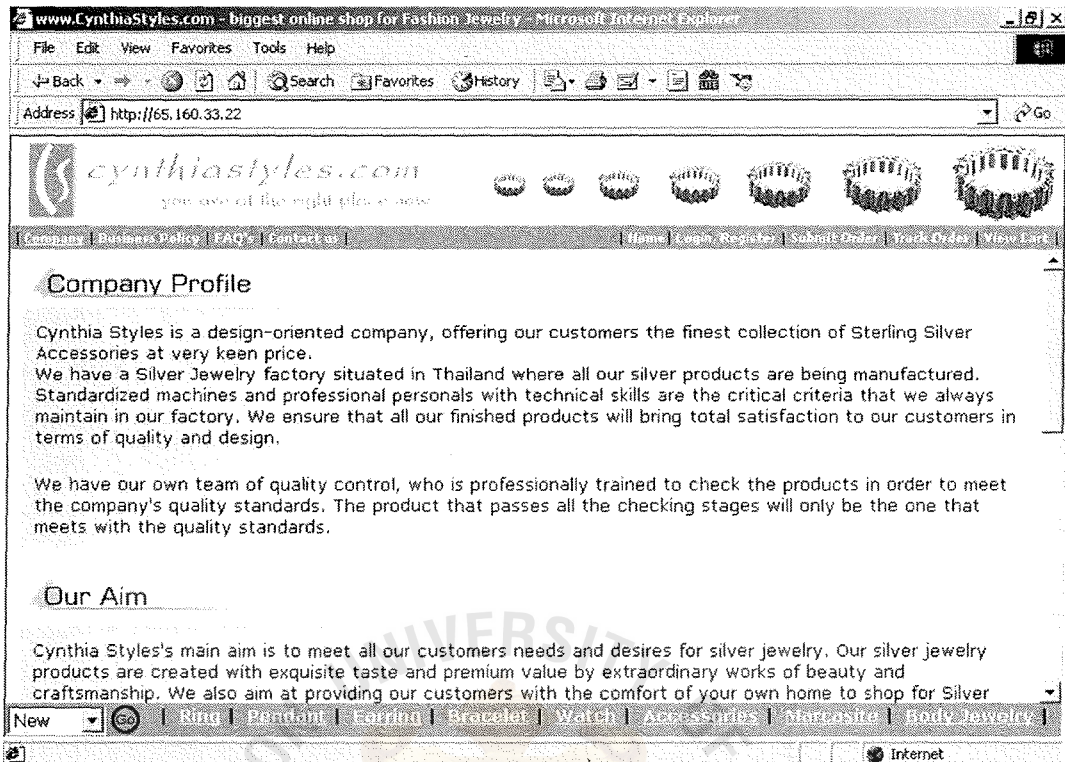 www.CynthiaStyles.com - biggest online shop for Fashion Jewelry - Microsoft Internet Explorer
File Edit View Favorites Tools Help
Back Search Favorites History
Address http://65.160.33.22 Go
cynthiastyles.com
you are at the right place now
| Company | Business Policy | FAQ's | Contact us | | Home | Login, Register | Submit Order | Track Order | View Cart |
Company Profile
Cynthia Styles is a design-oriented company, offering our customers the finest collection of Sterling Silver
Accessories at very keen price.
We have a Silver Jewelry factory situated in Thailand where all our silver products are being manufactured.
Standardized machines and professional personals with technical skills are the critical criteria that we always
maintain in our factory. We ensure that all our finished products will bring total satisfaction to our customers in
terms of quality and design.
We have our own team of quality control, who is professionally trained to check the products in order to meet
the company's quality standards. The product that passes all the checking stages will only be the one that
meets with the quality standards.
Our Aim
UNIVERSITY
Cynthia Styles's main aim is to meet all our customers needs and desires for silver jewelry. Our silver jewelry
products are created with exquisite taste and premium value by extraordinary works of beauty and
craftsmanship. We also aim at providing our customers with the comfort of your own home to shop for Silver
New Go | Ring | Pendant | Earring | Bracelet | Watch | Accessories | Marcasite | Body Jewelry |
Internet